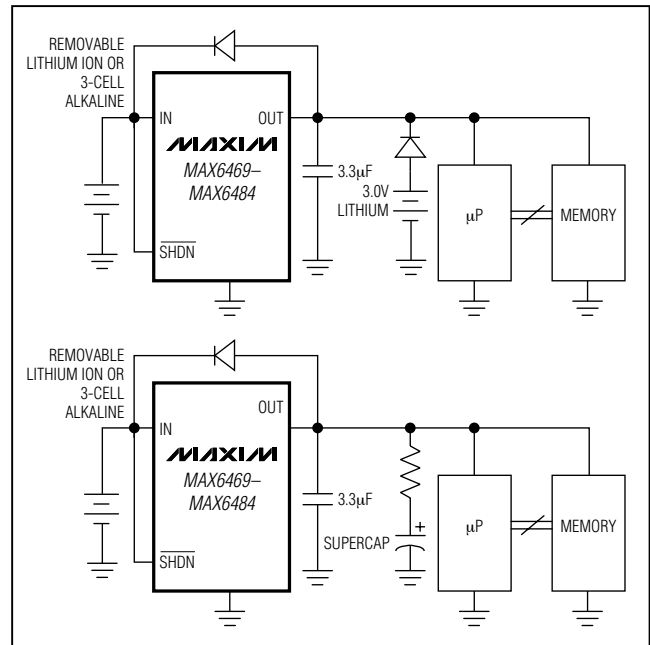 REMOVABLE
LITHIUM ION OR
3-CELL
ALKALINE
IN
OUT
MAXIM
MAX6469–
MAX6484
SHDN
3.3µF
3.0V
LITHIUM
µP
MEMORY
REMOVABLE
LITHIUM ION OR
3-CELL
ALKALINE
IN
OUT
MAXIM
MAX6469–
MAX6484
SHDN
3.3µF
+
SUPERCAP
µP
MEMORY